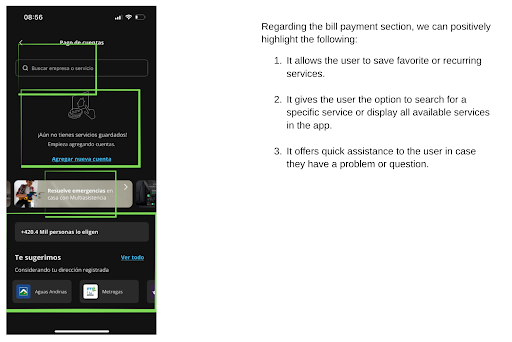 08:56
Pago de cuentas
Buscar empresa o servicio
¡Aún no tienes servicios guardados!
Empieza agregando cuentas.
Agregar nueva cuenta
Resuelve emergencias en
casa con Multiasistencia
+420.4 Mil personas lo eligen
Te sugerimos
Ver todo
Considerando tu dirección registrada
Aguas Andinas
Metrogas
Regarding the bill payment section, we can positively
highlight the following:
1. It allows the user to save favorite or recurring
services.
2. It gives the user the option to search for a
specific service or display all available services
in the app.
3. It offers quick assistance to the user in case
they have a problem or question.